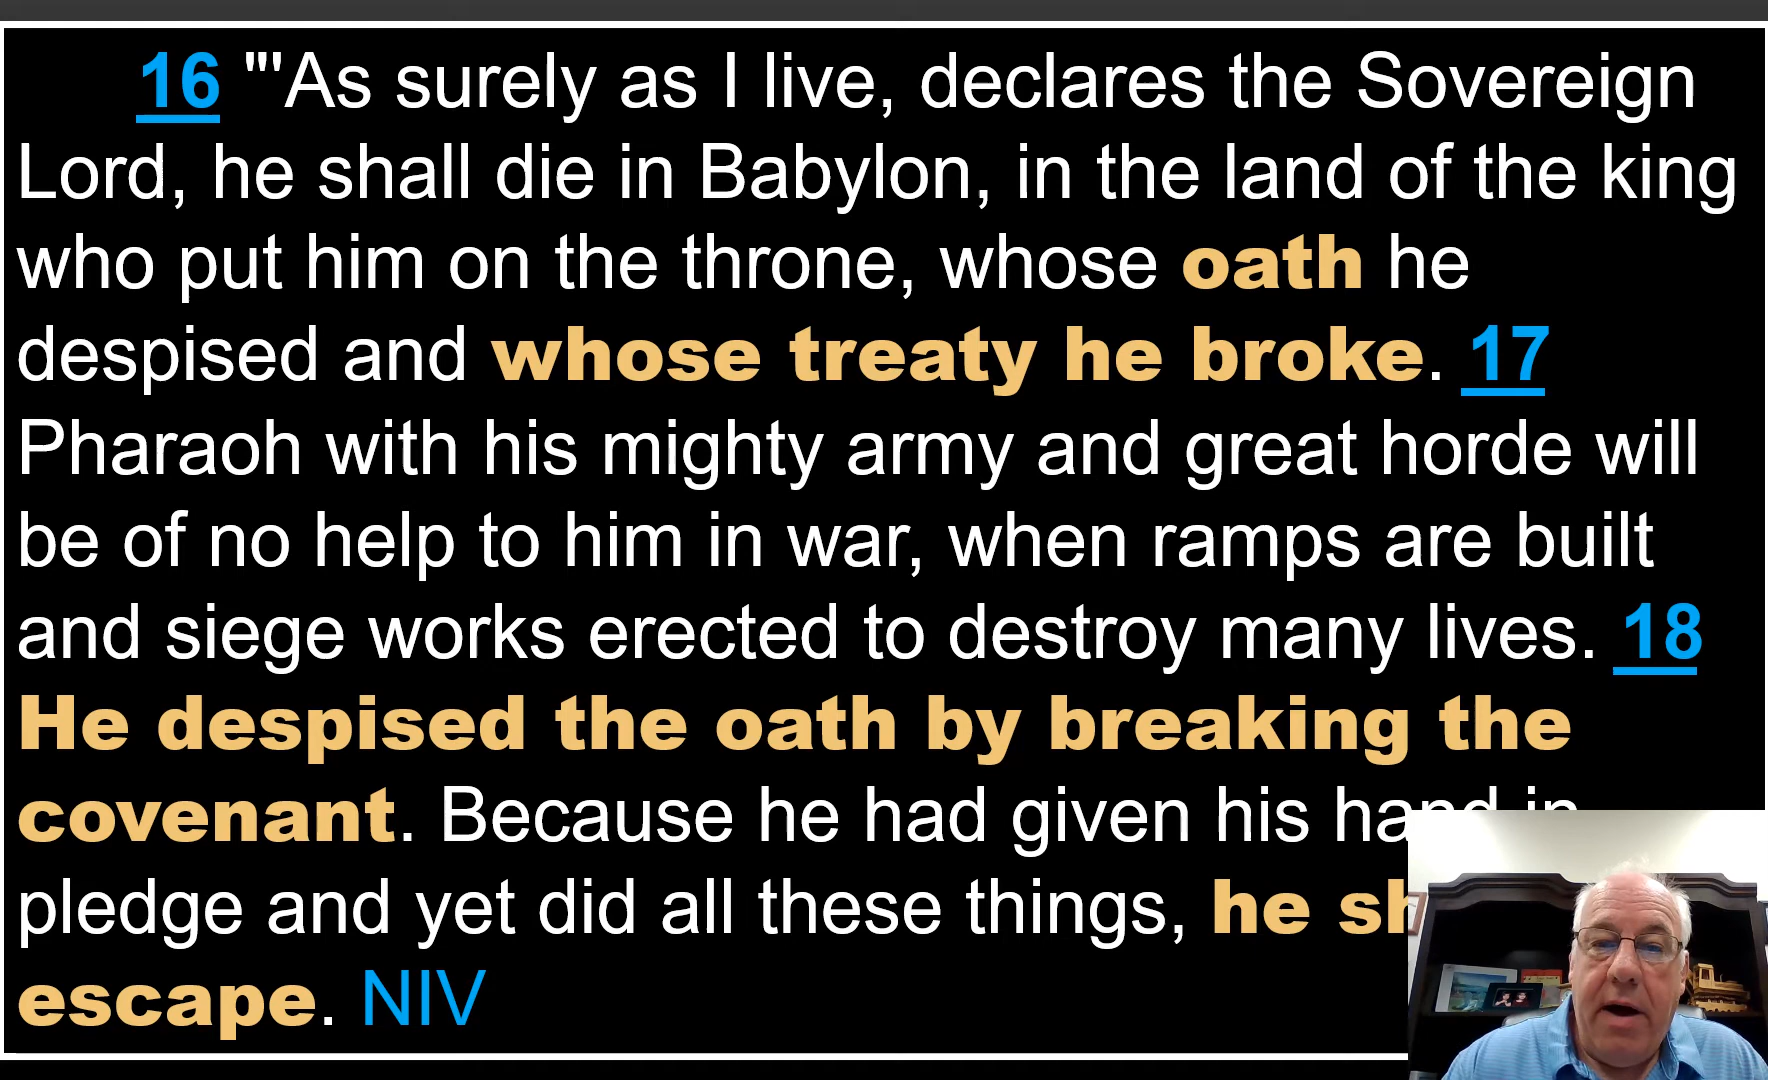 16 "'As surely as I live, declares the Sovereign
Lord, he shall die in Babylon, in the land of the king
who put him on the throne, whose oath he
despised and whose treaty he broke. 17
Pharaoh with his mighty army and great horde will
be of no help to him in war, when ramps are built
and siege works erected to destroy many lives. 18
He despised the oath by breaking the
covenant. Because he had given his hand in
pledge and yet did all these things, he
escape. NIV